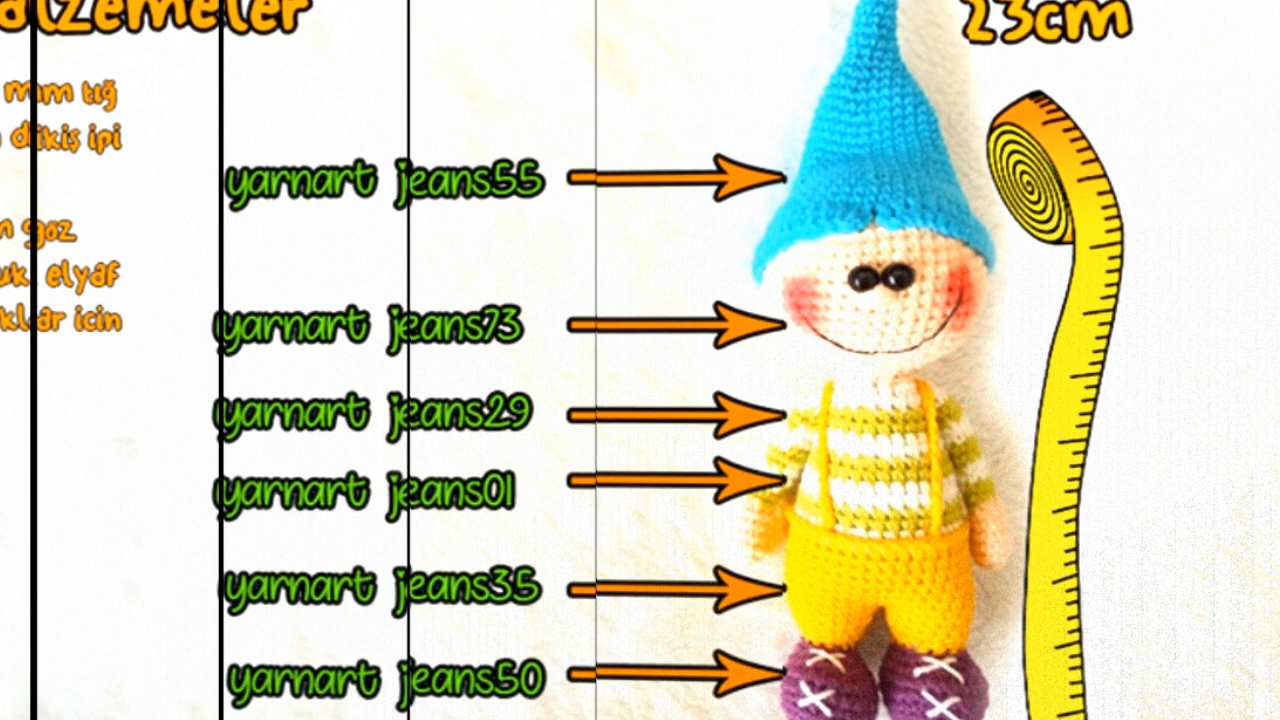 alzemeler
23cm
mm tığ
dikiş ipi
göz
elyaf
icin
yarnart jeans55
yarnart jeans73
yarnart jeans29
yarnart jeans01
yarnart jeans35
yarnart jeans50